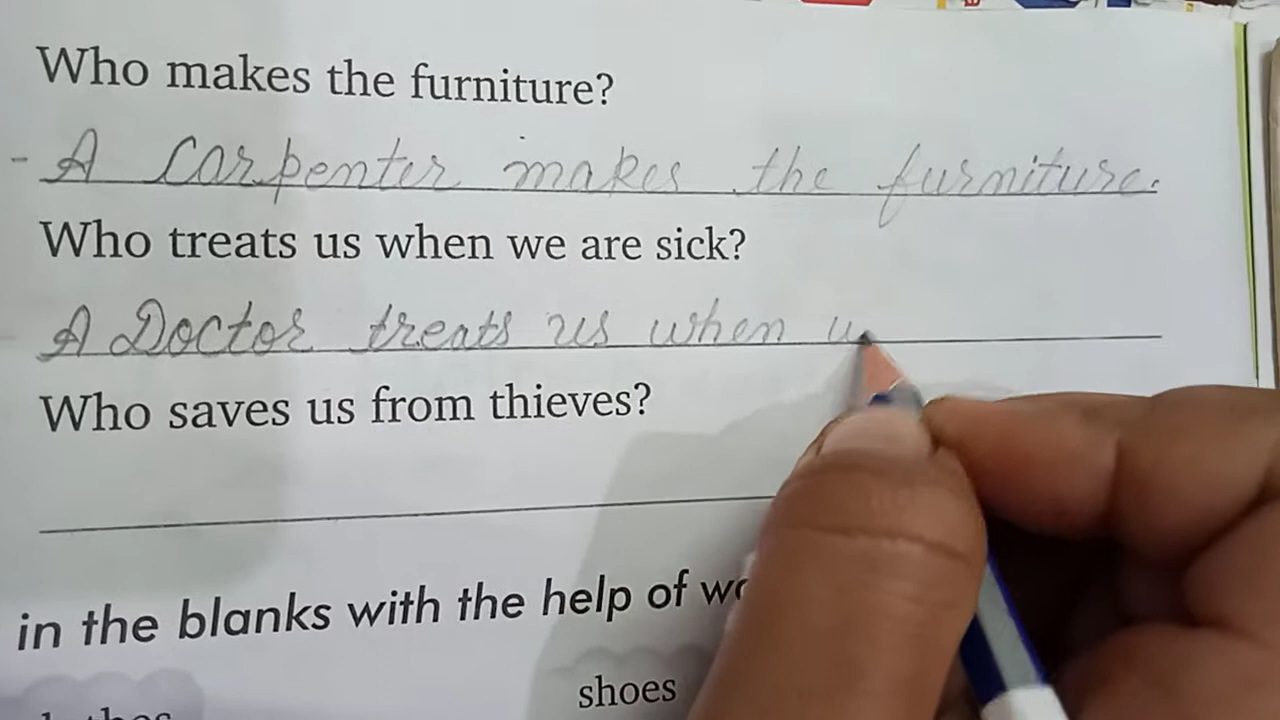 Who makes the furniture?
- A Carpenter makes the furniture.
Who treats us when we are sick?
A Doctor treats us when
Who saves us from thieves?
in the blanks with the help of
shoes